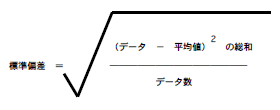 (データ − 平均値)2 の総和
標準偏差 =
データ数